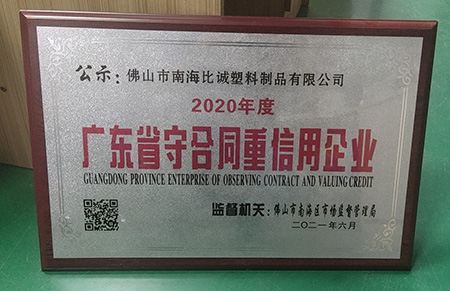 公示：佛山市南海比诚塑料制品有限公司
2020年度
广东省守合同重信用企业
GUANGDONG PROVINCE ENTERPRISE OF OBSERVING CONTRACT AND VALUING CREDIT
监督机关：佛山市南海区市场监督管理局
二〇二一年六月